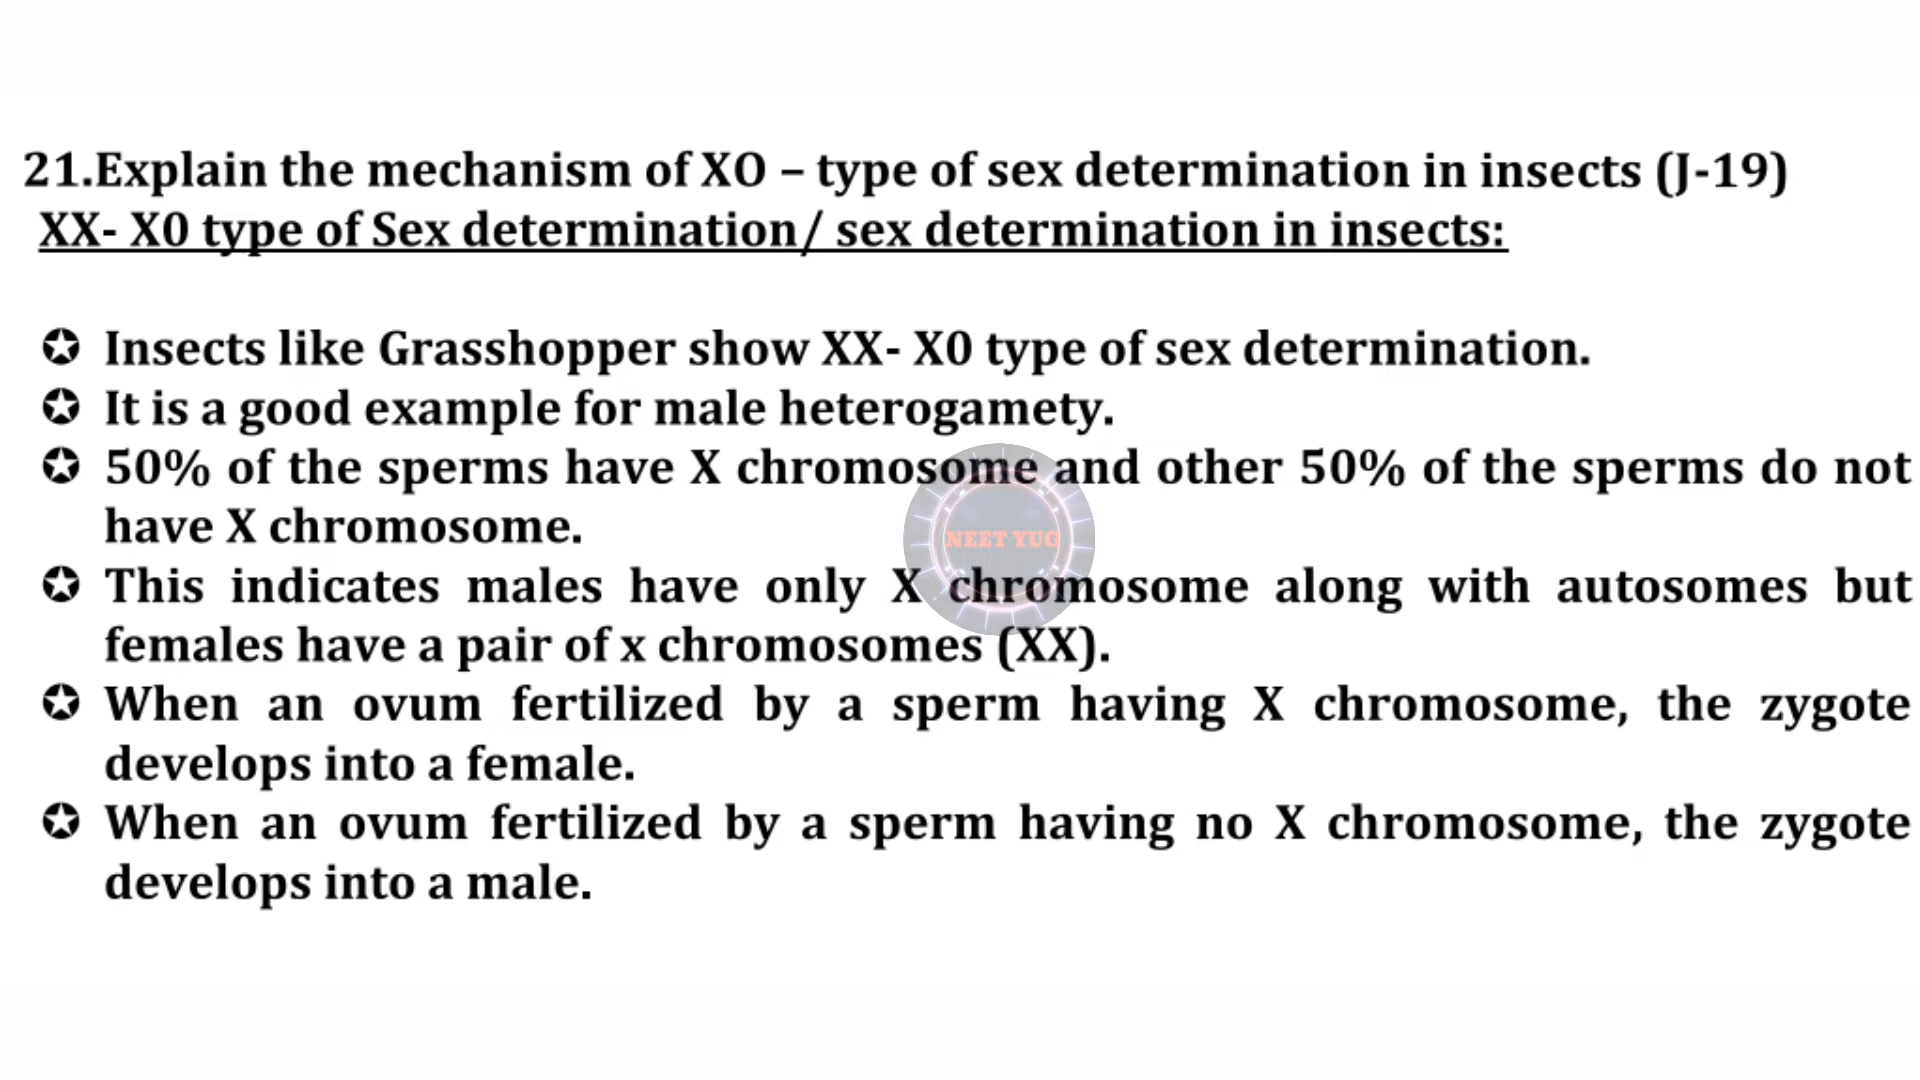 21.Explain the mechanism of XO – type of sex determination in insects (J-19)
XX- X0 type of Sex determination/ sex determination in insects:
✪ Insects like Grasshopper show XX- X0 type of sex determination.
✪ It is a good example for male heterogamety.
✪ 50% of the sperms have X chromosome and other 50% of the sperms do not
have X chromosome.
NEET YUG
✪ This indicates males have only X chromosome along with autosomes but
females have a pair of x chromosomes (XX).
✪ When an ovum fertilized by a sperm having X chromosome, the zygote
develops into a female.
✪ When an ovum fertilized by a sperm having no X chromosome, the zygote
develops into a male.